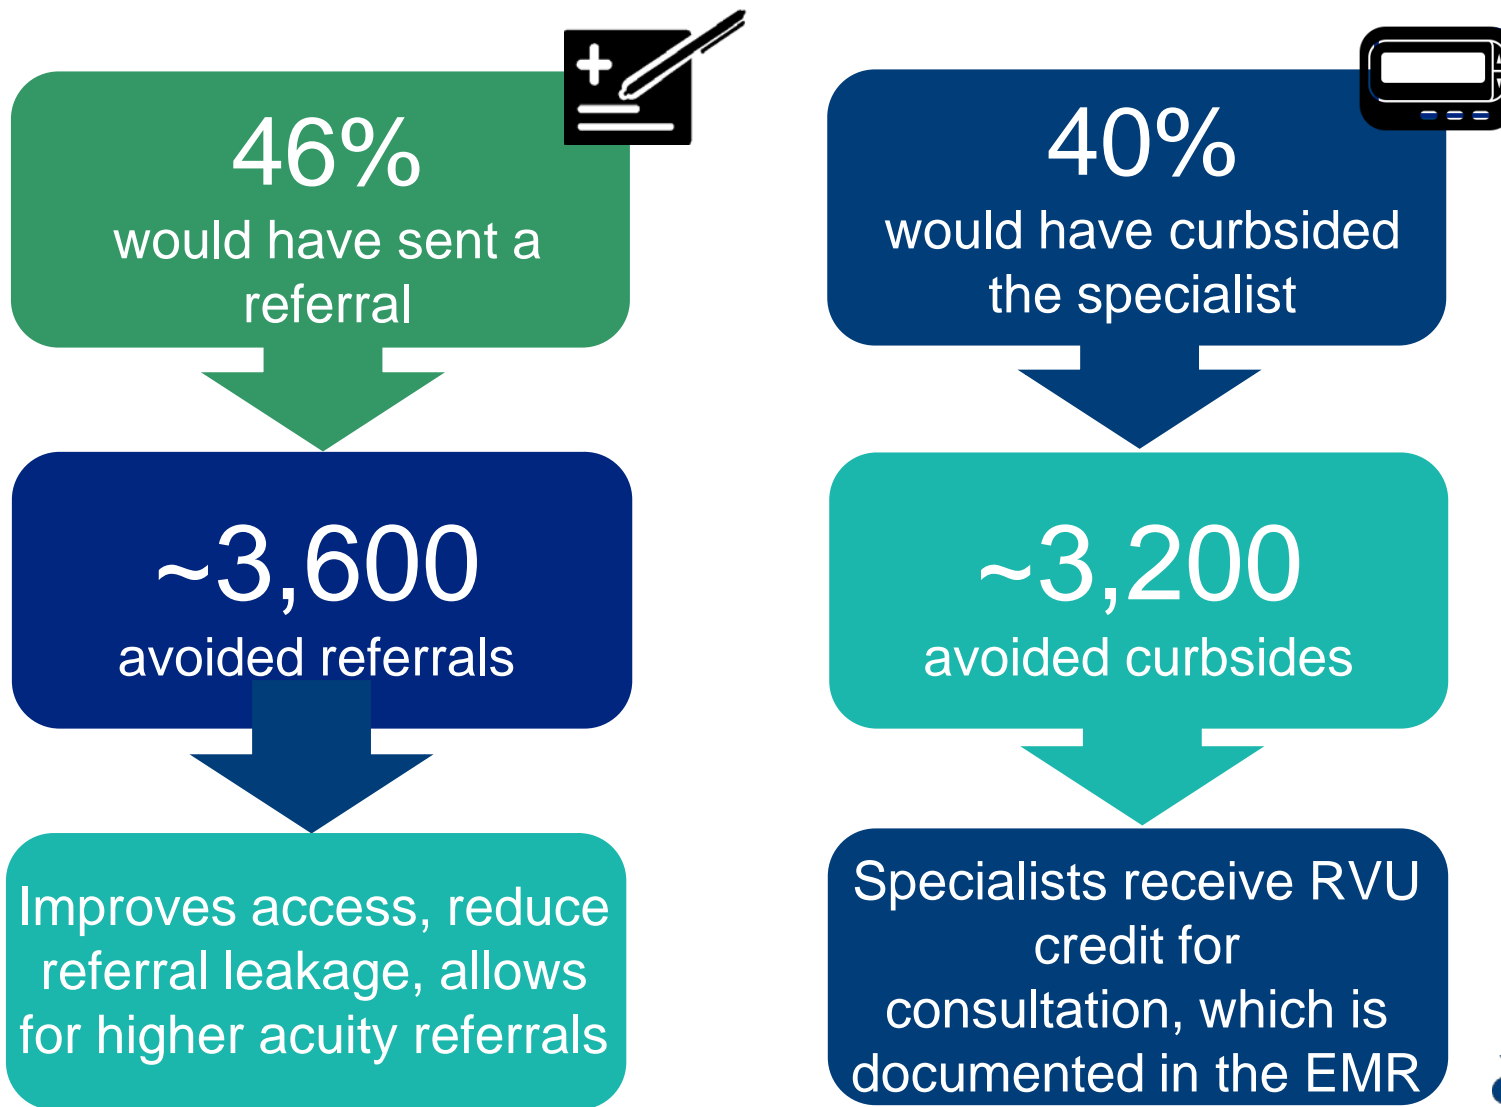 46%
would have sent a
referral
~3,600
avoided referrals
Improves access, reduce
referral leakage, allows
for higher acuity referrals
40%
would have curbsided
the specialist
~3,200
avoided curbsides
Specialists receive RVU
credit for
consultation, which is
documented in the EMR